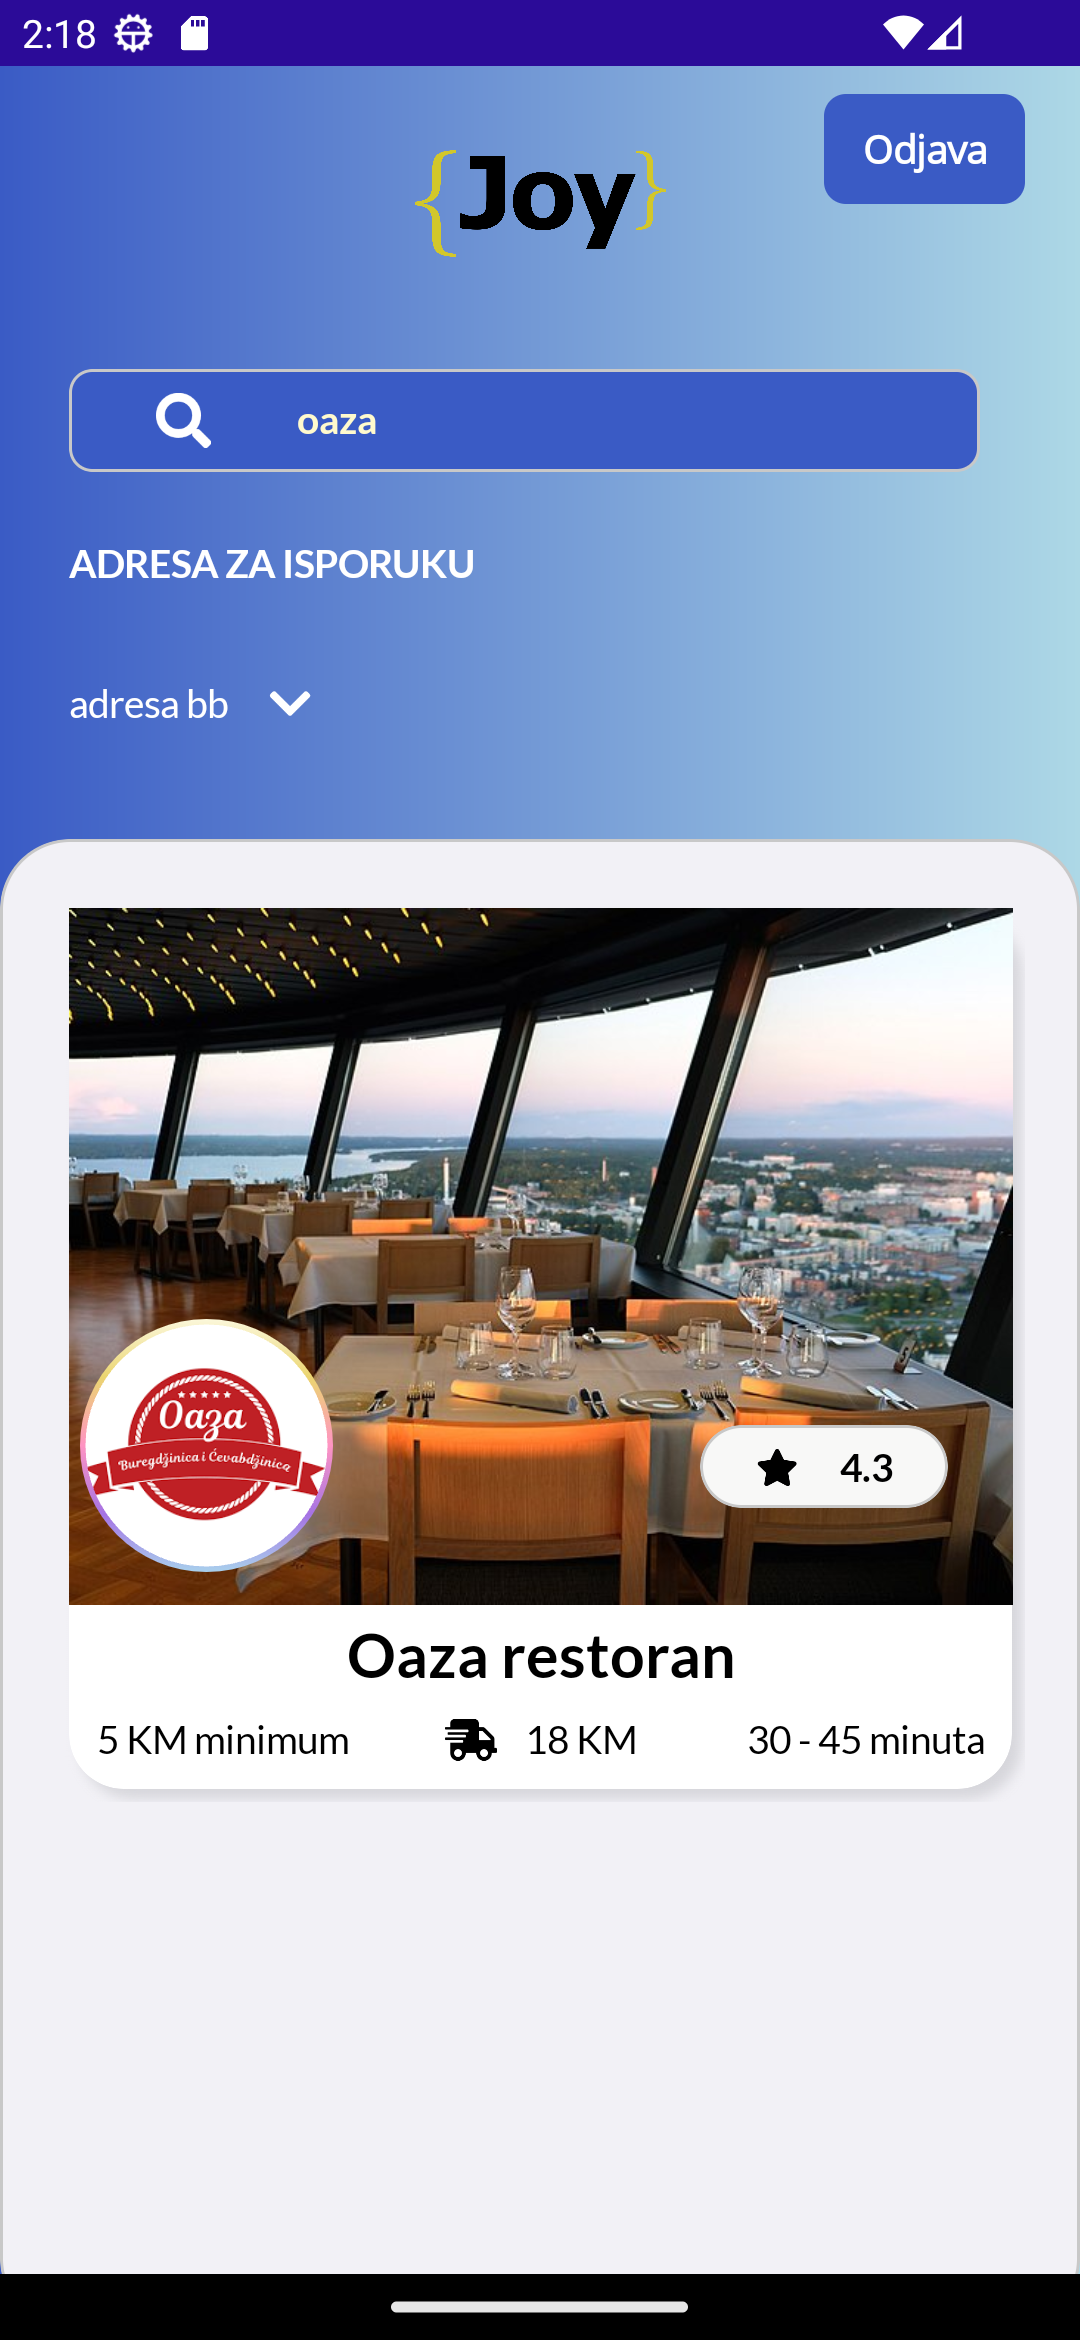 2:18
Odjava
{Joy}
oaza
ADRESA ZA ISPORUKU
adresa bb
Oaza
Buregdžinica i Ćevabdžinica
4.3
Oaza restoran
5 KM minimum
18 KM
30 - 45 minuta